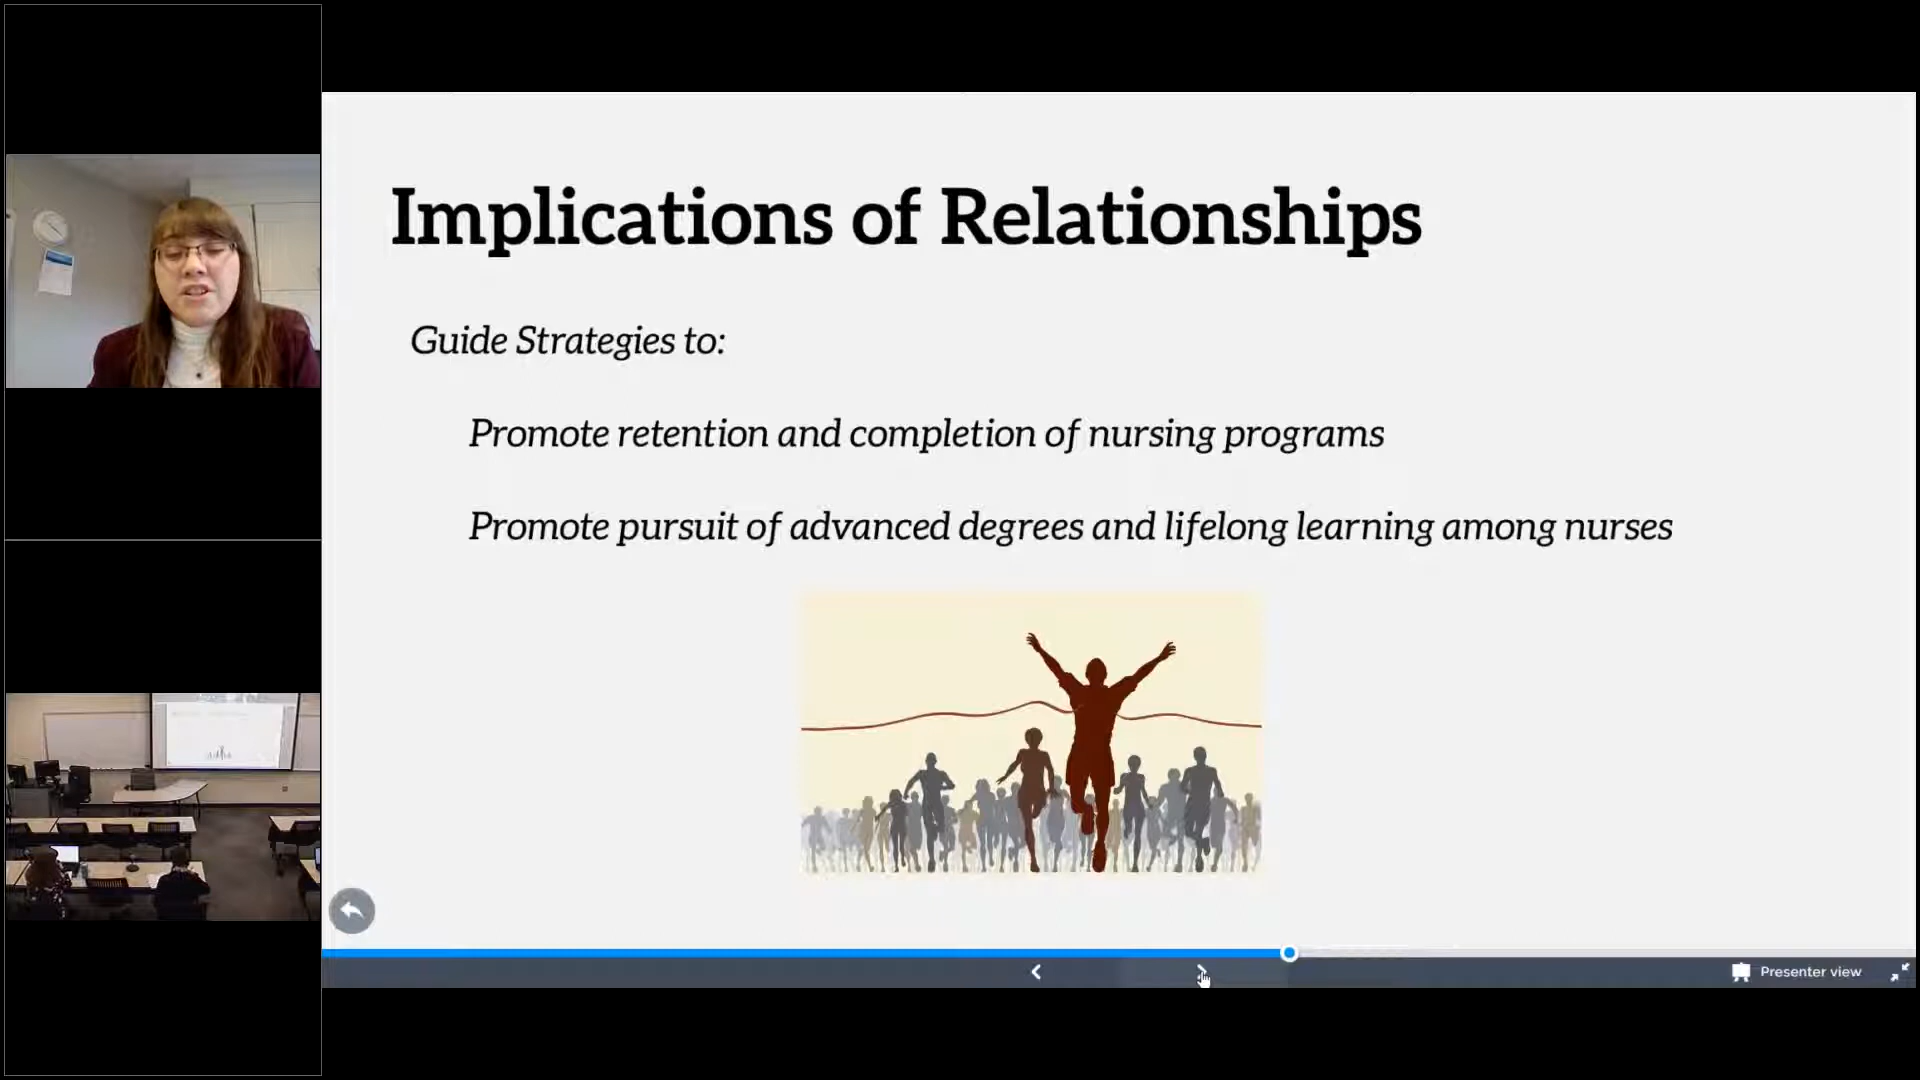 Implications of Relationships
Guide Strategies to:
Promote retention and completion of nursing programs
Promote pursuit of advanced degrees and lifelong learning among nurses
Presenter view